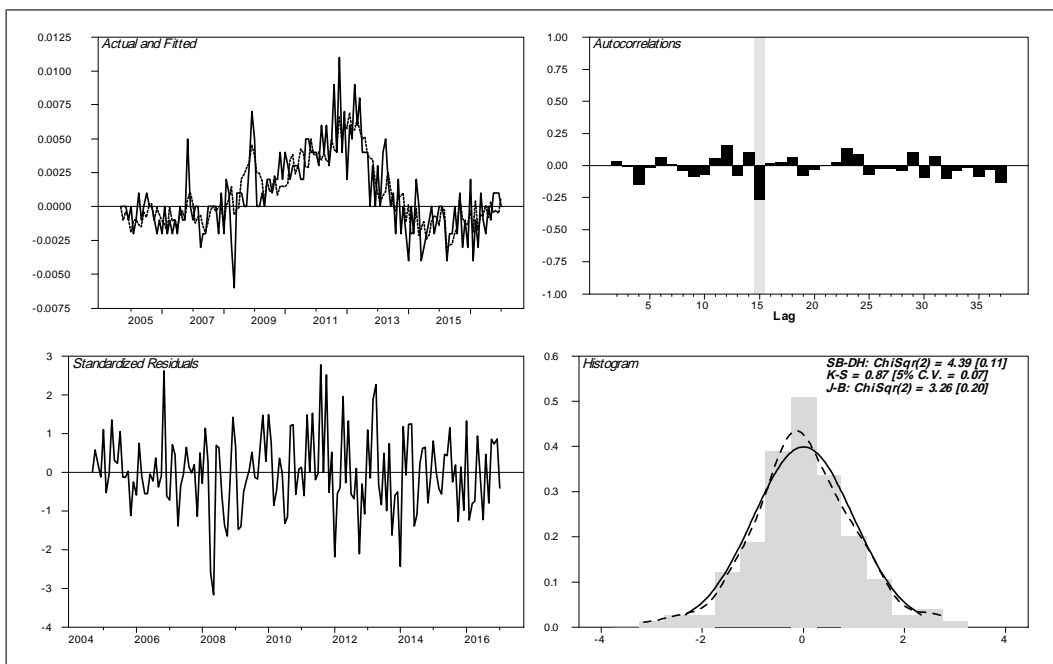 Actual and Fitted
0.0125
0.0100
0.0075
0.0050
0.0025
0.0000
-0.0025
-0.0050
-0.0075
2005 2007 2009 2011 2013 2015
Autocorrelations
1.00
0.75
0.50
0.25
0.00
-0.25
-0.50
-0.75
-1.00
5 10 15 20 25 30 35
Lag
Standardized Residuals
3
2
1
0
-1
-2
-3
-4
2004 2006 2008 2010 2012 2014 2016
Histogram
SB-DH: ChiSqr(2) = 4.39 [0.11]
K-S = 0.87 [5% C.V. = 0.07]
J-B: ChiSqr(2) = 3.26 [0.20]
0.6
0.5
0.4
0.3
0.2
0.1
0.0
-4 -2 0 2 4